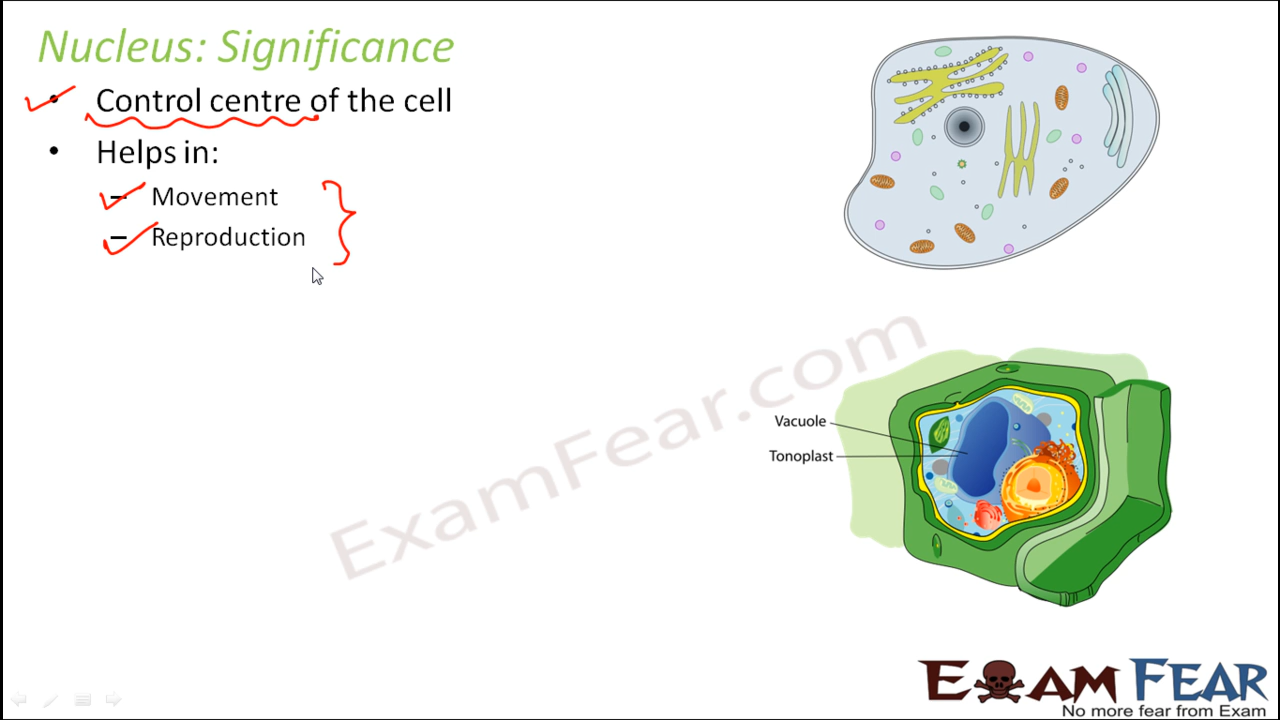 Nucleus: Significance
• Control centre of the cell
• Helps in:
– Movement
– Reproduction
Vacuole
Tonoplast
ExamFear.com
EXAM FEAR
No more fear from Exam